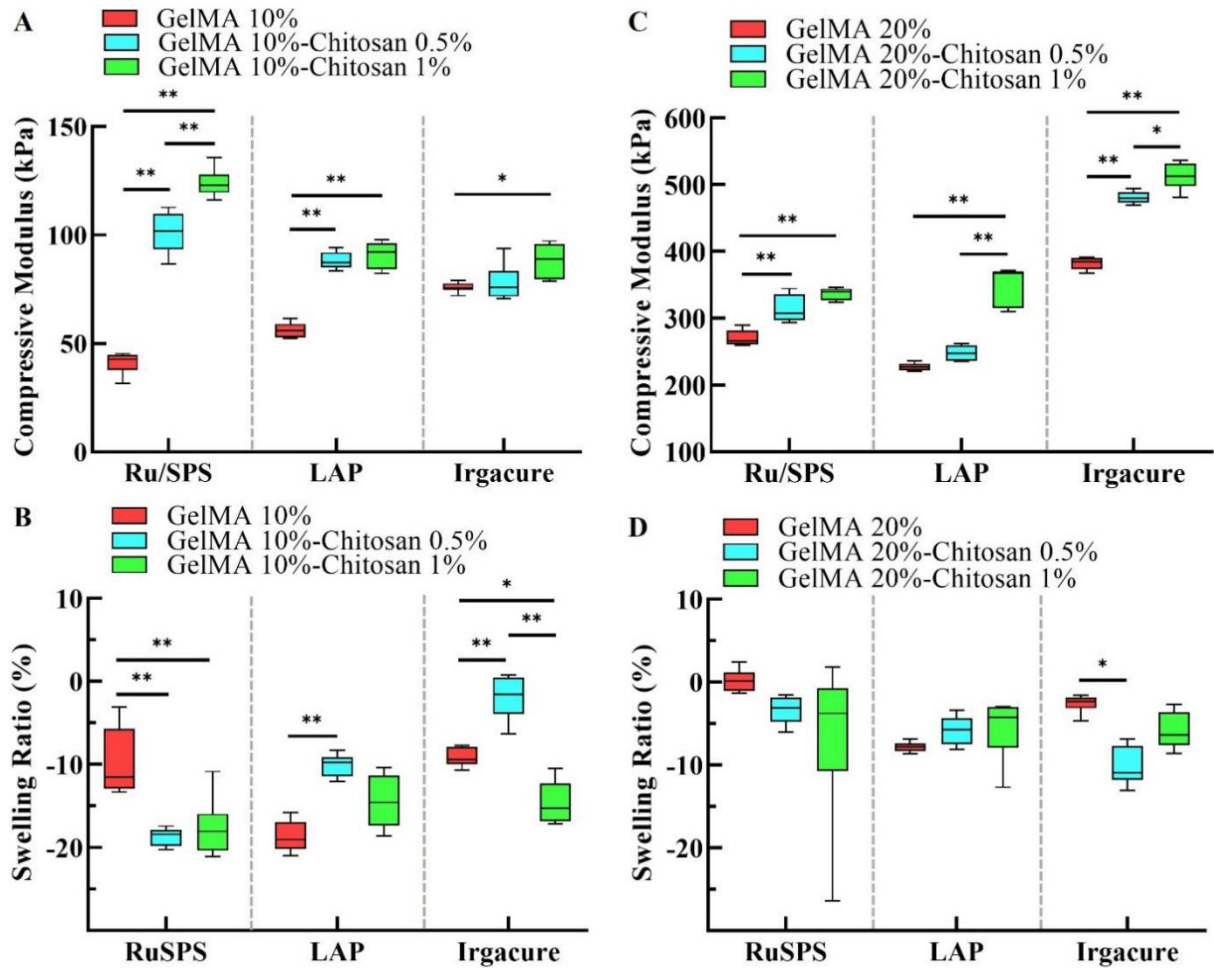 A
GelMA 10%
GelMA 10%-Chitosan 0.5%
GelMA 10%-Chitosan 1%
Compressive Modulus (kPa)
150
100
50
0
**
**
**
**
**
*
Ru/SPS
LAP
Irgacure
C
GelMA 20%
GelMA 20%-Chitosan 0.5%
GelMA 20%-Chitosan 1%
Compressive Modulus (kPa)
600
500
400
300
200
100
**
**
**
**
**
*
**
Ru/SPS
LAP
Irgacure
B
GelMA 10%
GelMA 10%-Chitosan 0.5%
GelMA 10%-Chitosan 1%
Swelling Ratio (%)
10
0
-10
-20
**
**
**
*
**
**
RuSPS
LAP
Irgacure
D
GelMA 20%
GelMA 20%-Chitosan 0.5%
GelMA 20%-Chitosan 1%
Swelling Ratio (%)
10
0
-10
-20
*
RuSPS
LAP
Irgacure